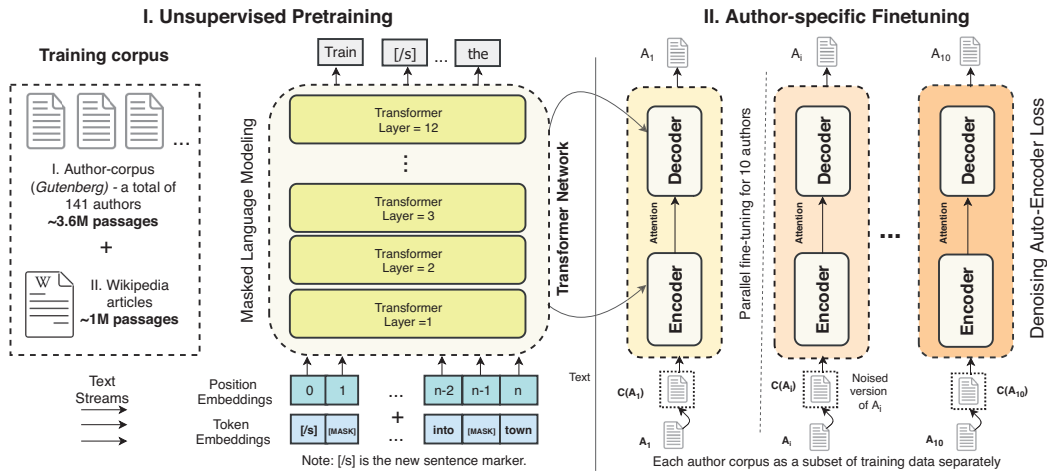 I. Unsupervised Pretraining
Training corpus
...
I. Author-corpus
(Gutenberg) - a total of
141 authors
~3.6M passages
+
W
II. Wikipedia
articles
~1M passages
Text
Streams
Masked Language Modeling
Train [/s] ... the
Transformer
Layer = 12
...
Transformer
Layer = 3
Transformer
Layer = 2
Transformer
Layer =1
Transformer Network
Position
Embeddings
0 1 ... n-2 n-1 n
+
Token
Embeddings
[/s] [MASK] ... into [MASK] town
Note: [/s] is the new sentence marker.
Text
II. Author-specific Finetuning
A1
Decoder
Attention
Encoder
C(A1)
A1
Parallel fine-tuning for 10 authors
Ai
Decoder
Attention
Encoder
C(Ai)
Noised
version
of Ai
Ai
...
A10
Decoder
Attention
Encoder
C(A10)
A10
Denoising Auto-Encoder Loss
Each author corpus as a subset of training data separately